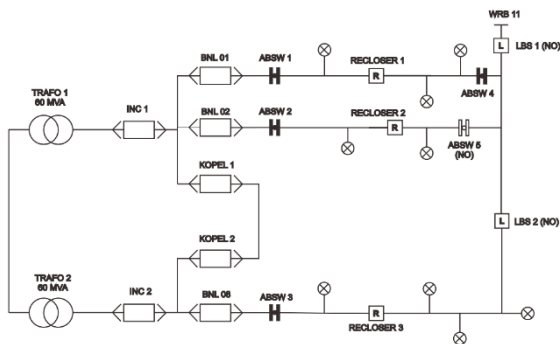 WRB 11
L
LBS 1 (NO)
BNL 01
ABSW 1
RECLOSER 1
R
ABSW 4
TRAFO 1
60 MVA
INC 1
BNL 02
ABSW 2
RECLOSER 2
R
ABSW 5
(NO)
KOPEL 1
L
LBS 2 (NO)
KOPEL 2
TRAFO 2
60 MVA
INC 2
BNL 06
ABSW 3
R
RECLOSER 3